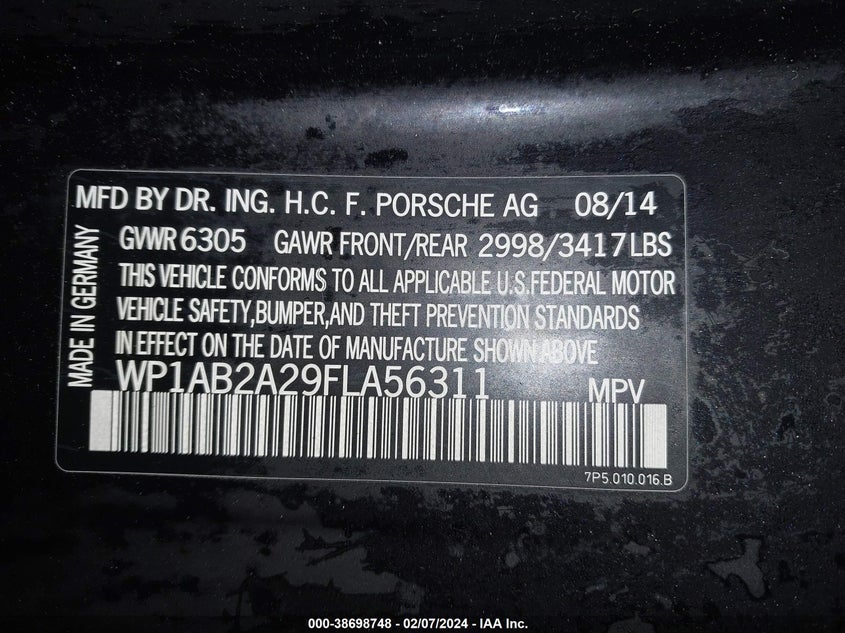 MFD BY DR. ING. H.C. F. PORSCHE AG 08/14
GVWR 6305 GAWR FRONT/REAR 2998/3417LBS
THIS VEHICLE CONFORMS TO ALL APPLICABLE U.S.FEDERAL MOTOR
VEHICLE SAFETY,BUMPER,AND THEFT PREVENTION STANDARDS
IN EFFECT ON THE DATE OF MANUFACTURE SHOWN ABOVE
WP1AB2A29FLA56311 MPV
7P5.010.016.B
MADE IN GERMANY
000-38698748 - 02/07/2024 - IAA Inc.